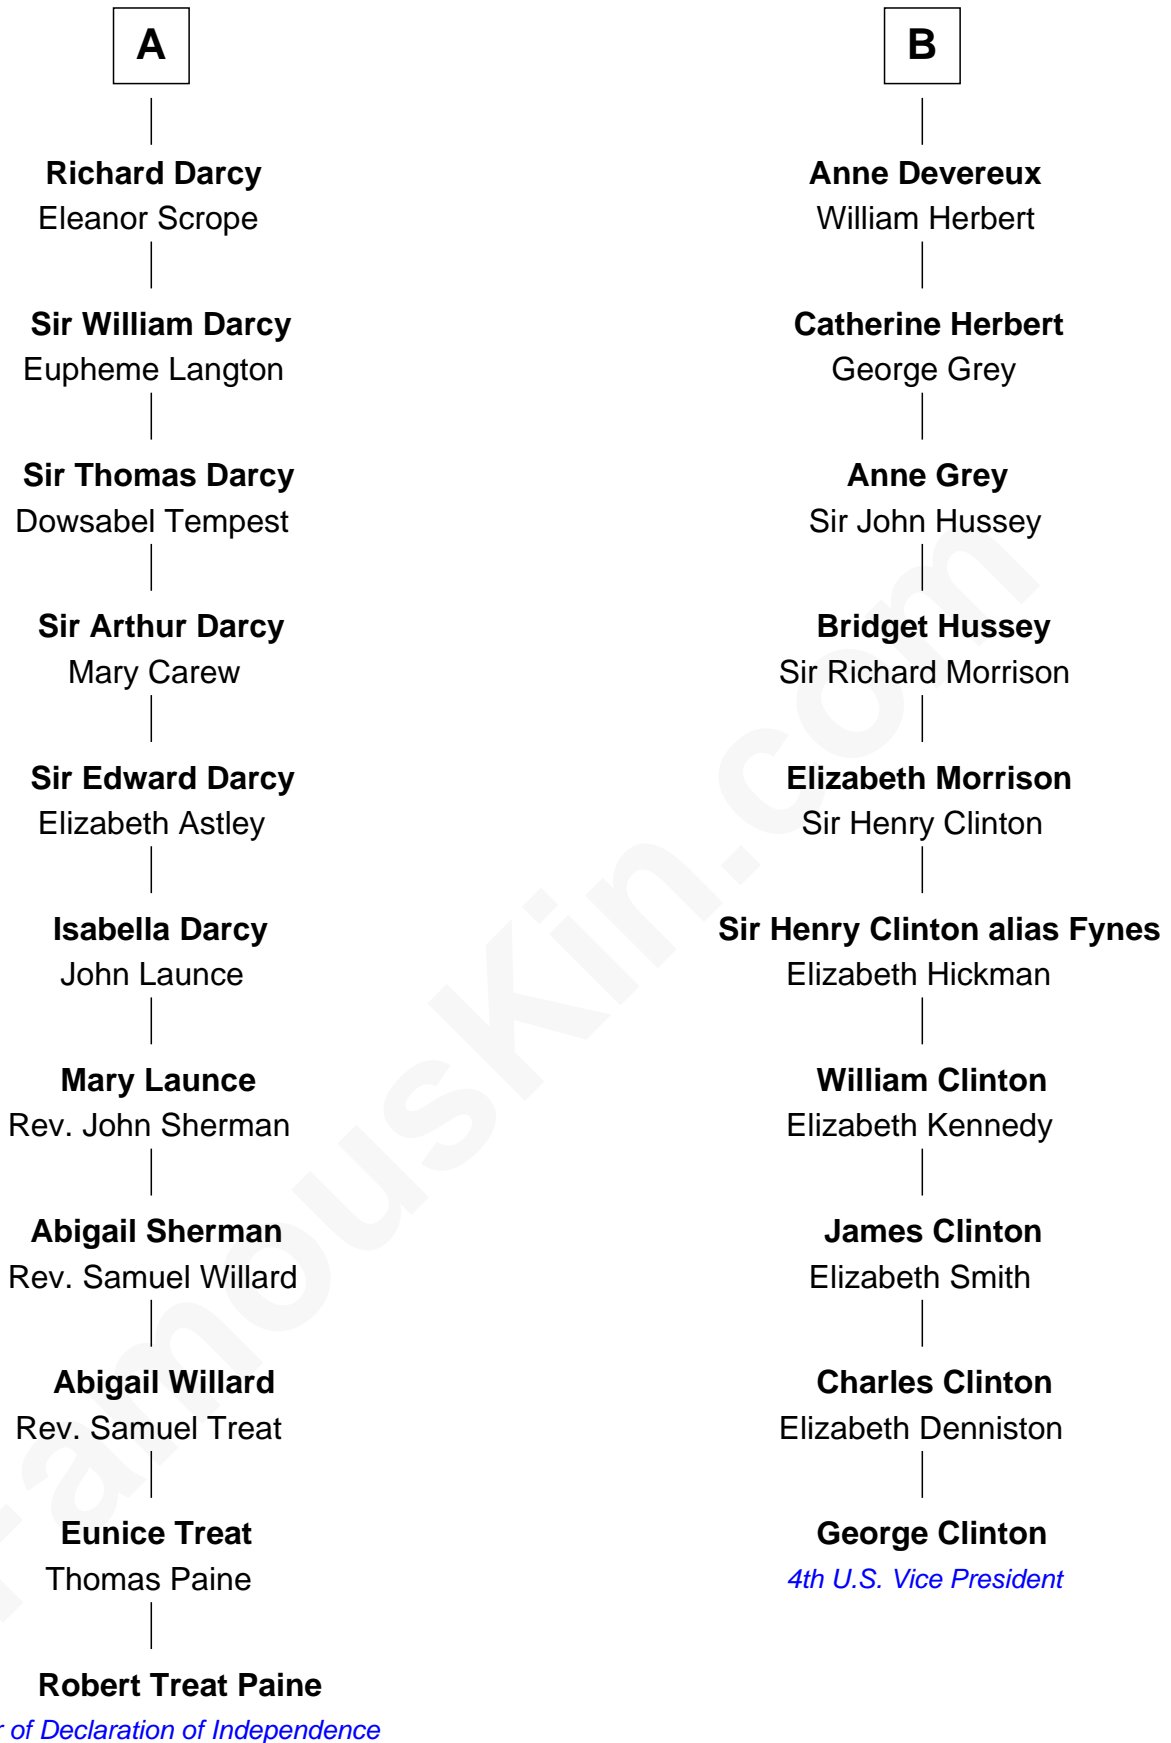 A
Richard Darcy
Eleanor Scrope
Sir William Darcy
Eupheme Langton
Sir Thomas Darcy
Dowsabel Tempest
Sir Arthur Darcy
Mary Carew
Sir Edward Darcy
Elizabeth Astley
Isabella Darcy
John Launce
Mary Launce
Rev. John Sherman
Abigail Sherman
Rev. Samuel Willard
Abigail Willard
Rev. Samuel Treat
Eunice Treat
Thomas Paine
Robert Treat Paine
of Declaration of Independence
B
Anne Devereux
William Herbert
Catherine Herbert
George Grey
Anne Grey
Sir John Hussey
Bridget Hussey
Sir Richard Morrison
Elizabeth Morrison
Sir Henry Clinton
Sir Henry Clinton alias Fynes
Elizabeth Hickman
William Clinton
Elizabeth Kennedy
James Clinton
Elizabeth Smith
Charles Clinton
Elizabeth Denniston
George Clinton
4th U.S. Vice President
FamousKin.com